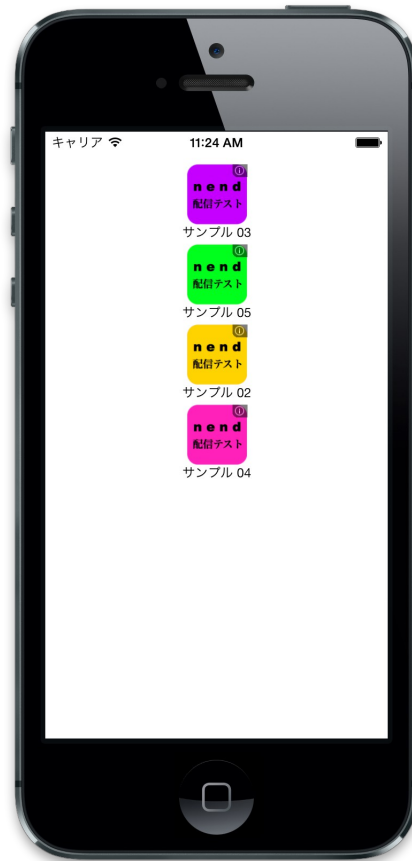 キャリア 11:24 AM
nend
配信テスト
サンプル 03
nend
配信テスト
サンプル 05
nend
配信テスト
サンプル 02
nend
配信テスト
サンプル 04